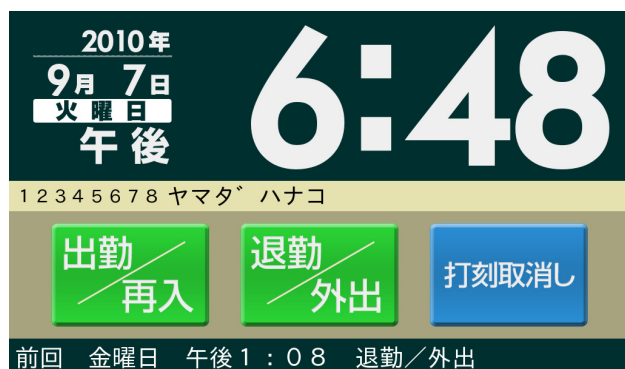 2010年
9月 7日
火曜日
午後
6:48
12345678 ヤマダ ハナコ
出勤／再入
退勤／外出
打刻取消し
前回 金曜日 午後1：08 退勤／外出